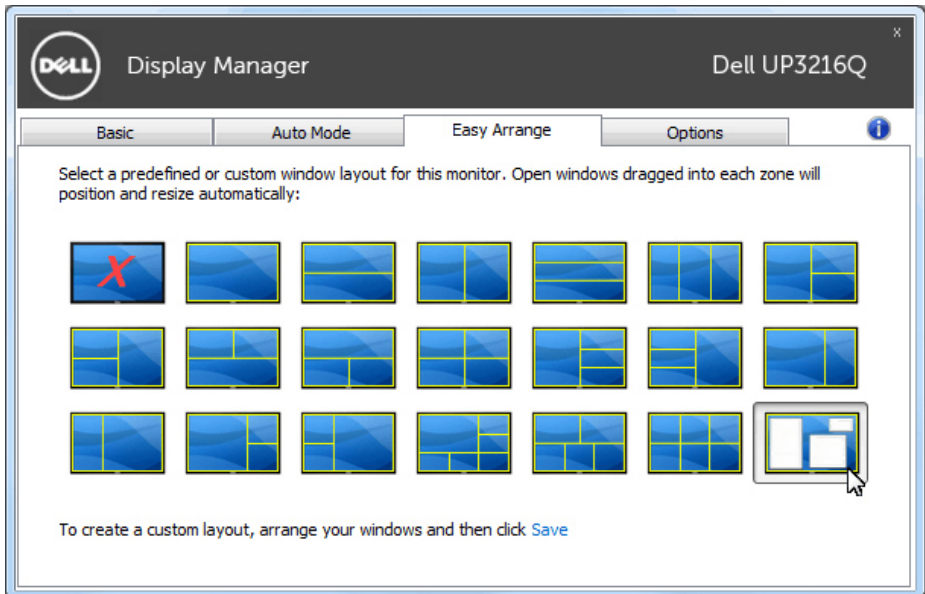 x
DELL
Display Manager
Dell UP3216Q
Basic
Auto Mode
Easy Arrange
Options
i
Select a predefined or custom window layout for this monitor. Open windows dragged into each zone will
position and resize automatically:
X
To create a custom layout, arrange your windows and then click Save